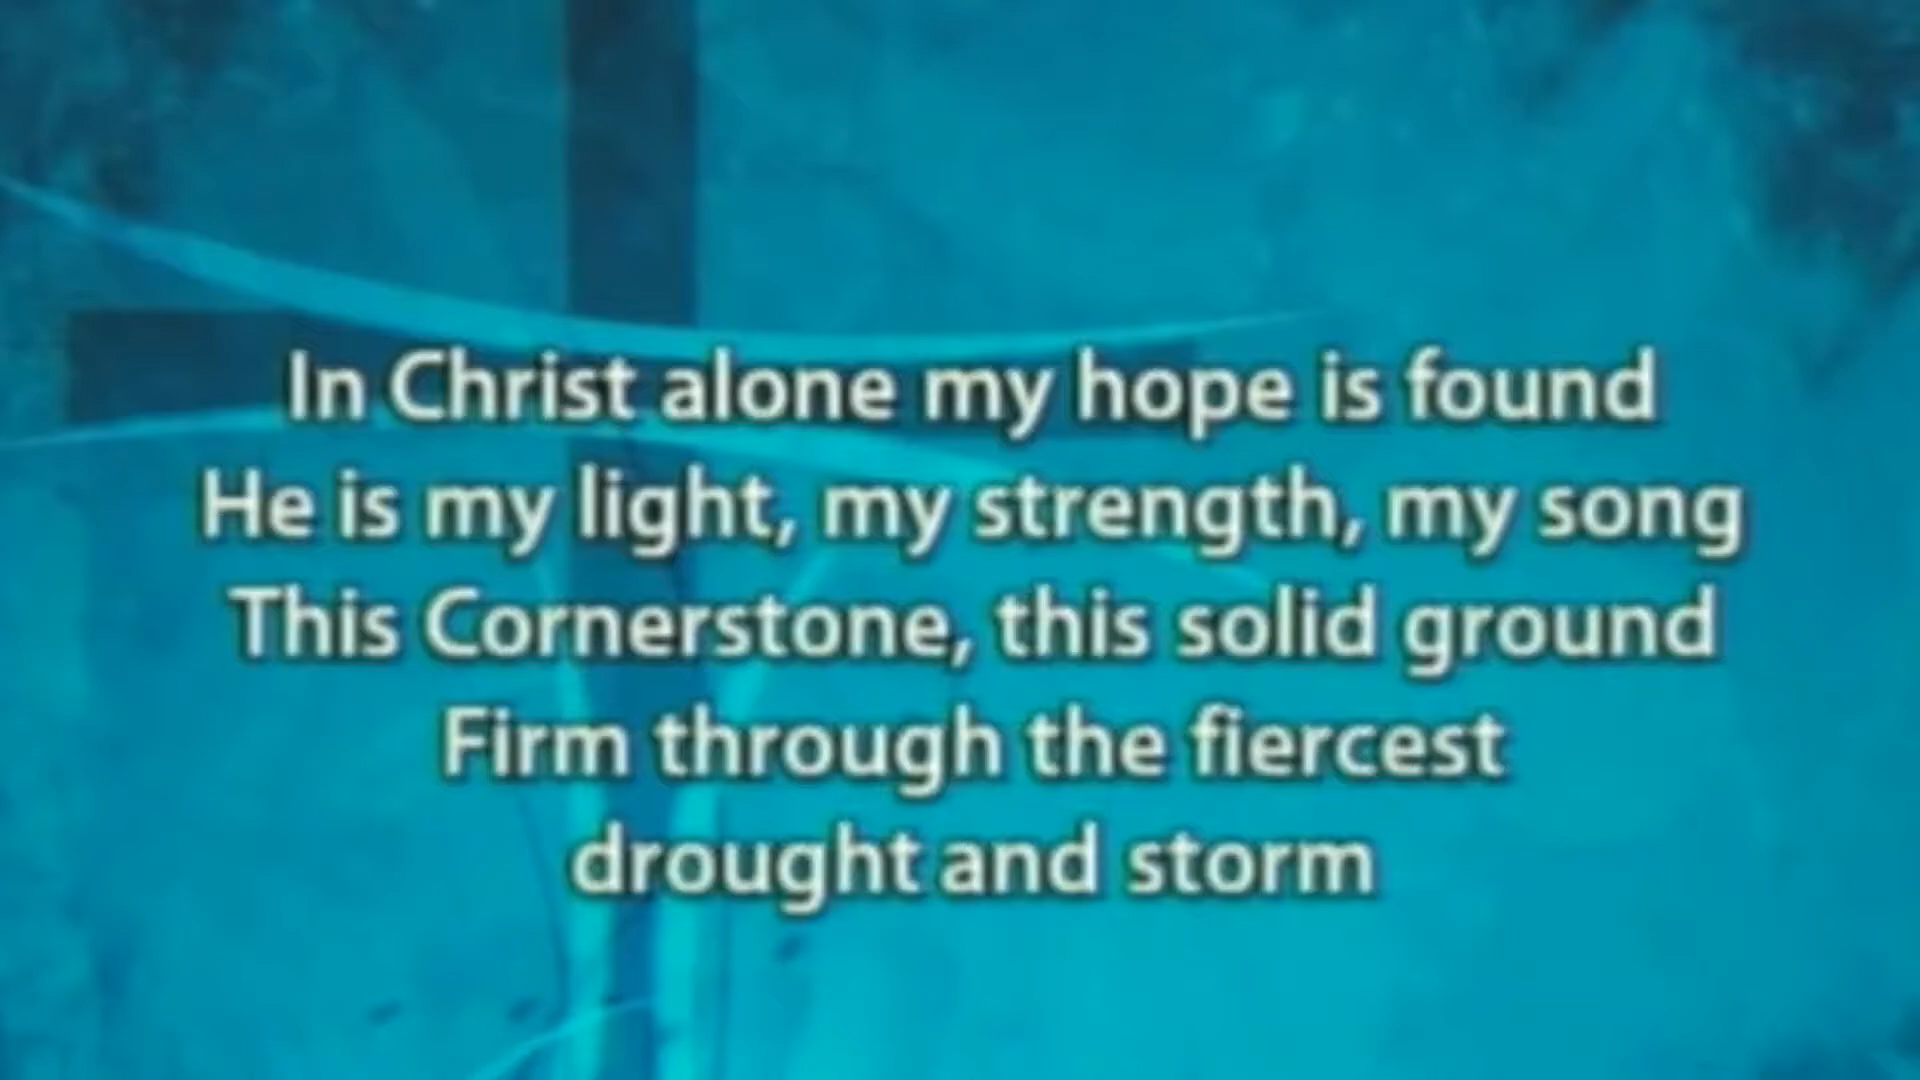 In Christ alone my hope is found
He is my light, my strength, my song
This Cornerstone, this solid ground
Firm through the fiercest
drought and storm